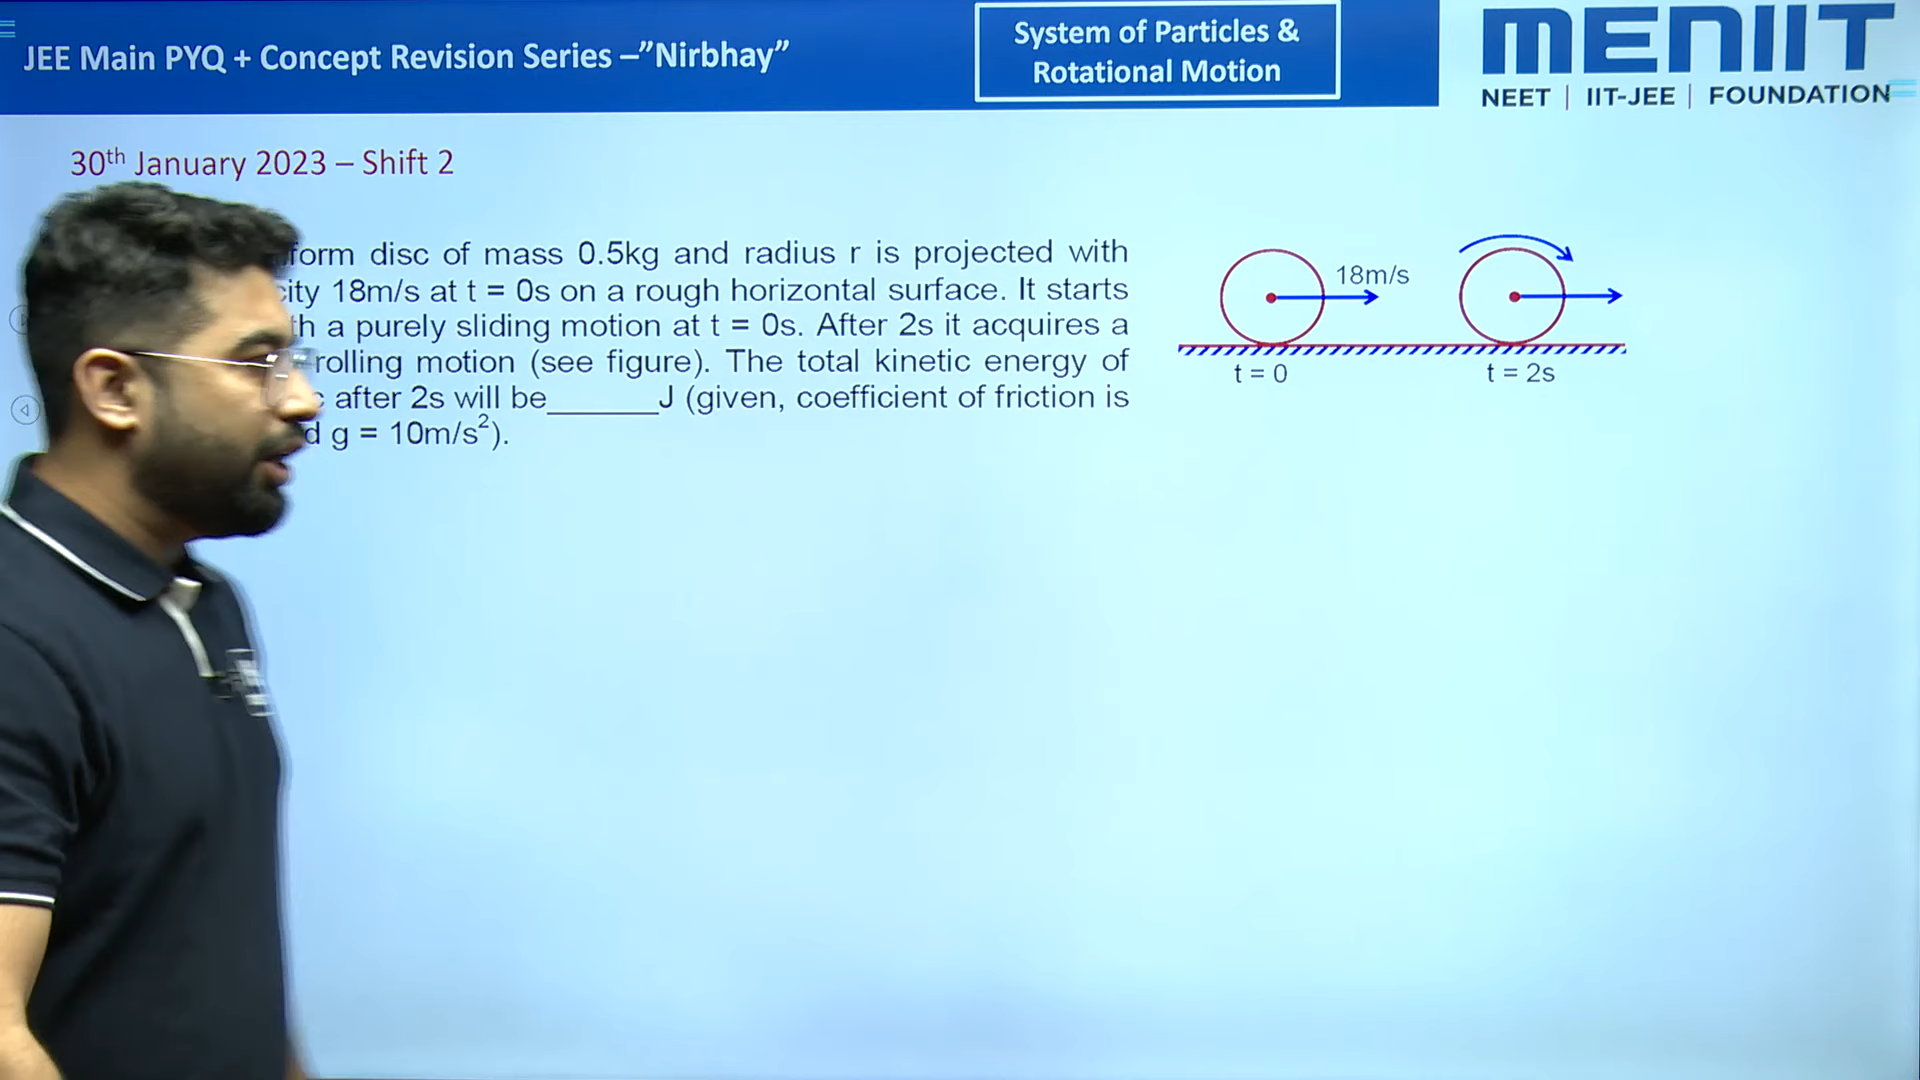 JEE Main PYQ + Concept Revision Series –"Nirbhay"
System of Particles &
Rotational Motion
MENIIT
NEET | IIT-JEE | FOUNDATION
30th January 2023 – Shift 2
form disc of mass 0.5kg and radius r is projected with
city 18m/s at t = 0s on a rough horizontal surface. It starts
th a purely sliding motion at t = 0s. After 2s it acquires a
rolling motion (see figure). The total kinetic energy of
after 2s will be______J (given, coefficient of friction is
d g = 10m/s²).
18m/s
t = 0
t = 2s